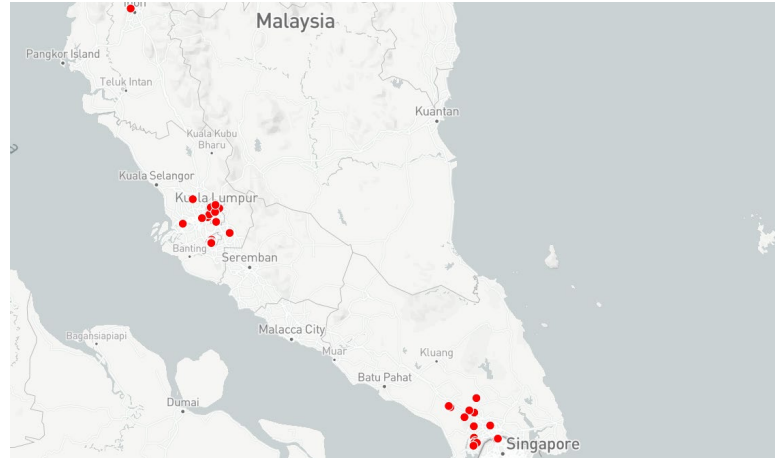 Malaysia
Pangkor Island
Teluk Intan
Kuantan
Kuala Kubu
Bharu
Kuala Selangor
Kuala Lumpur
Banting
Seremban
Malacca City
Bagansiapiapi
Muar
Kluang
Batu Pahat
Dumai
Singapore